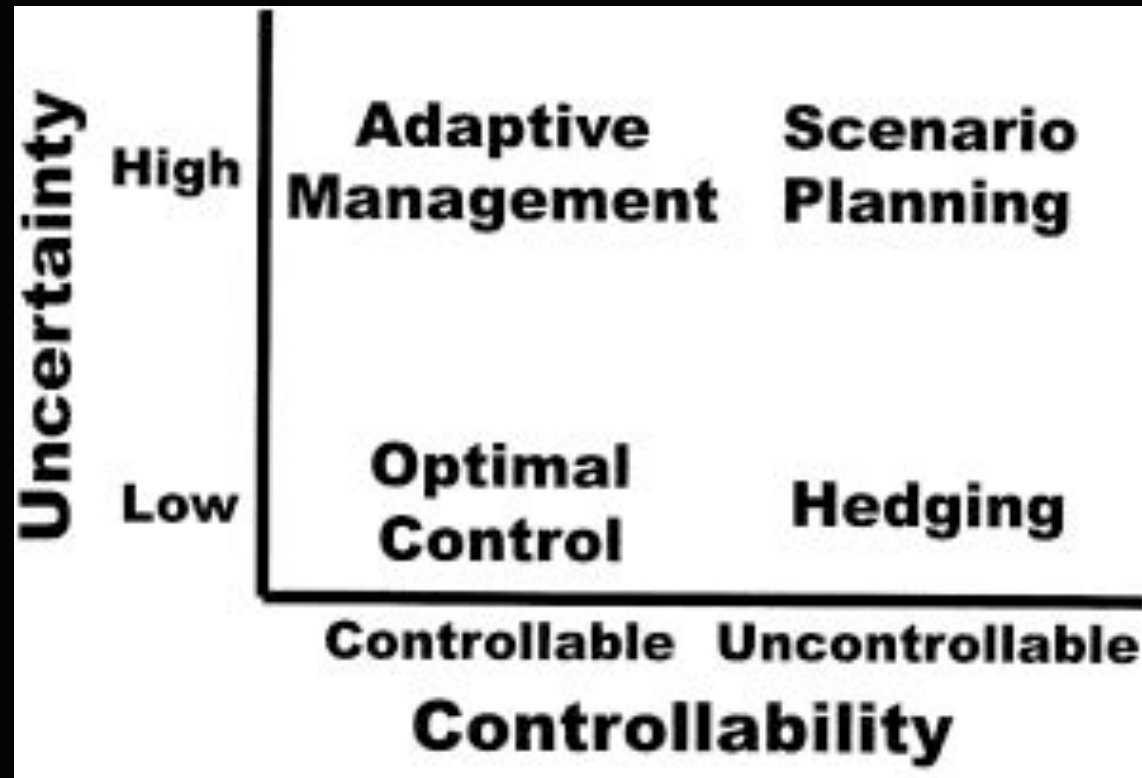 Uncertainty
High
Adaptive
Management
Scenario
Planning
Low
Optimal
Control
Hedging
Controllable
Uncontrollable
Controllability